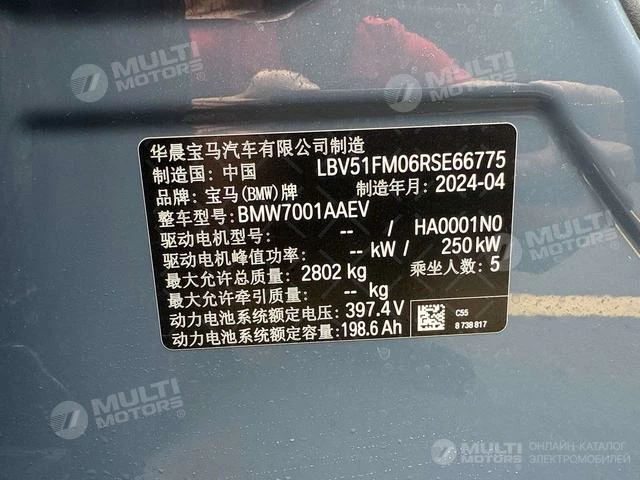 华晨宝马汽车有限公司制造
制造国: 中国 LBV51FM06RSE66775
品牌: 宝马(BMW)牌 制造年月: 2024-04
整车型号: BMW7001AAEV
驱动电机型号: -- / HA0001N0
驱动电机峰值功率: -- kW / 250 kW
最大允许总质量: 2802 kg 乘坐人数: 5
最大允许牵引质量: -- kg
动力电池系统额定电压: 397.4 V
动力电池系统额定容量: 198.6 Ah
C55
8 738 817
MULTI MOTORS
MULTI MOTORS
MULTI MOTORS
MULTI MOTORS
MULTI MOTORS
ОНЛАЙН-КАТАЛОГ
ЭЛЕКТРОМОБИЛЕЙ